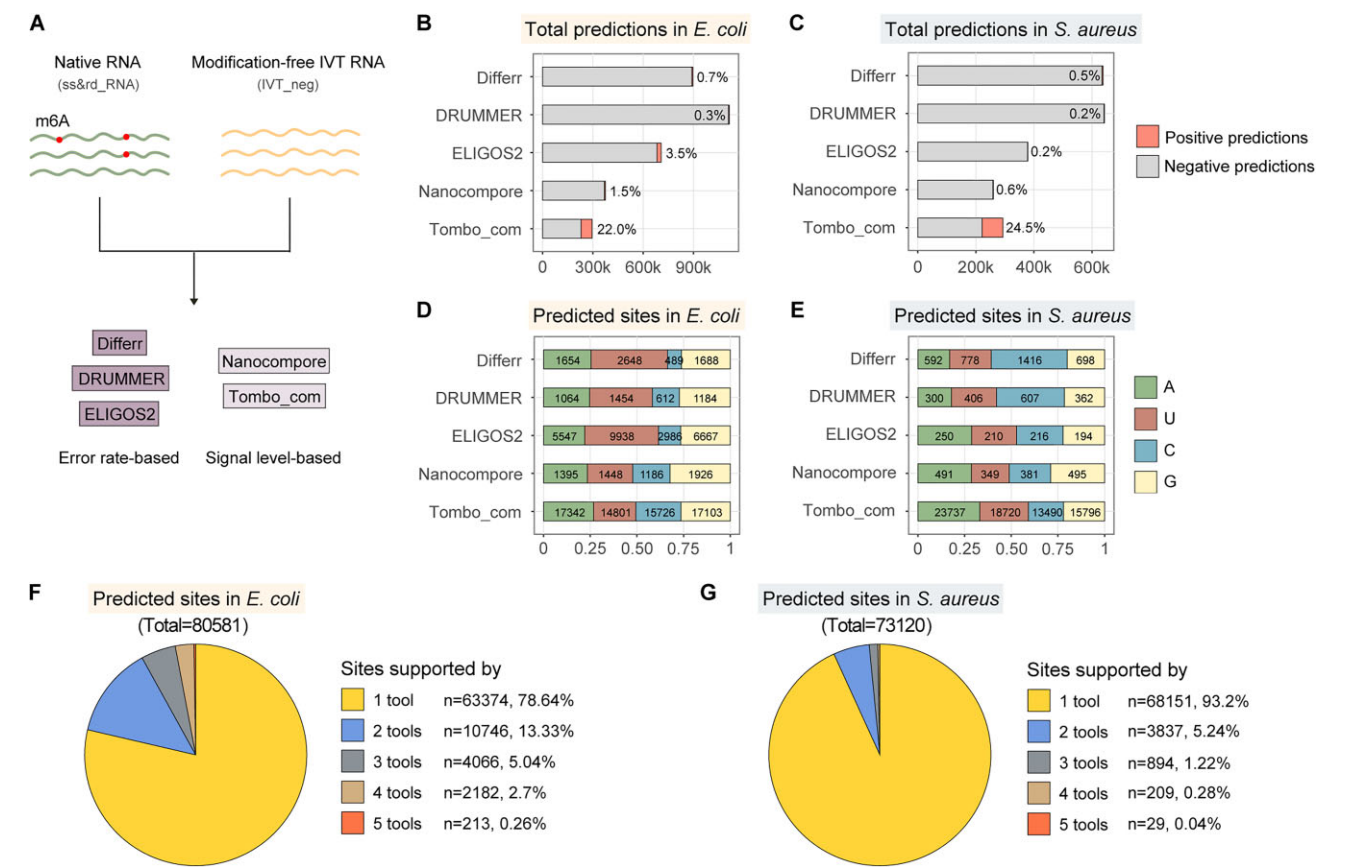 A
Native RNA
(ss&rd_RNA)
Modification-free IVT RNA
(IVT_neg)
m6A
Differr
DRUMMER
ELIGOS2
Nanocompore
Tombo_com
Error rate-based
Signal level-based
B
Total predictions in E. coli
Differr 0.7%
DRUMMER 0.3%
ELIGOS2 3.5%
Nanocompore 1.5%
Tombo_com 22.0%
0 300k 600k 900k
C
Total predictions in S. aureus
Differr 0.5%
DRUMMER 0.2%
ELIGOS2 0.2%
Nanocompore 0.6%
Tombo_com 24.5%
0 200k 400k 600k
Positive predictions
Negative predictions
D
Predicted sites in E. coli
Differr 1654 2648 489 1688
DRUMMER 1064 1454 612 1184
ELIGOS2 5547 9938 2986 6667
Nanocompore 1395 1448 1186 1926
Tombo_com 17342 14801 15726 17103
0 0.25 0.50 0.75 1
E
Predicted sites in S. aureus
Differr 592 778 1416 698
DRUMMER 300 406 607 362
ELIGOS2 250 210 216 194
Nanocompore 491 349 381 495
Tombo_com 23737 18720 13490 15796
0 0.25 0.50 0.75 1
A
U
C
G
F
Predicted sites in E. coli
(Total=80581)
Sites supported by
1 tool n=63374, 78.64%
2 tools n=10746, 13.33%
3 tools n=4066, 5.04%
4 tools n=2182, 2.7%
5 tools n=213, 0.26%
G
Predicted sites in S. aureus
(Total=73120)
Sites supported by
1 tool n=68151, 93.2%
2 tools n=3837, 5.24%
3 tools n=894, 1.22%
4 tools n=209, 0.28%
5 tools n=29, 0.04%